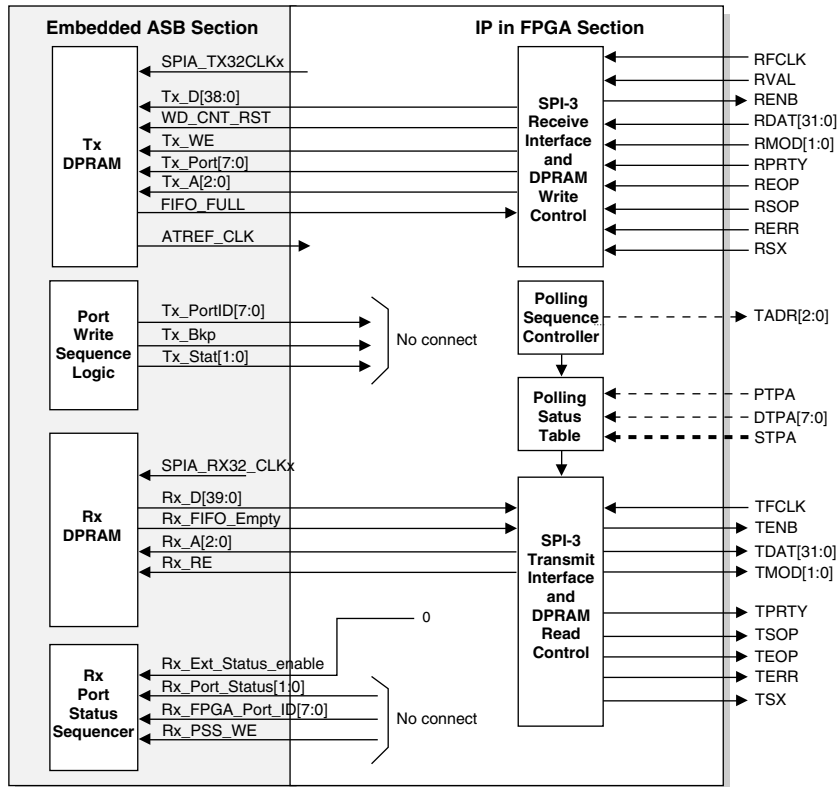 Embedded ASB Section
IP in FPGA Section
Tx
DPRAM
SPIA_TX32CLKx
Tx_D[38:0]
WD_CNT_RST
Tx_WE
Tx_Port[7:0]
Tx_A[2:0]
FIFO_FULL
ATREF_CLK
SPI-3
Receive
Interface
and
DPRAM
Write
Control
RFCLK
RVAL
RENB
RDAT[31:0]
RMOD[1:0]
RPRTY
REOP
RSOP
RERR
RSX
Port
Write
Sequence
Logic
Tx_PortID[7:0]
Tx_Bkp
Tx_Stat[1:0]
No connect
Polling
Sequence
Controller
TADR[2:0]
Polling
Satus
Table
PTPA
DTPA[7:0]
STPA
Rx
DPRAM
SPIA_RX32_CLKx
Rx_D[39:0]
Rx_FIFO_Empty
Rx_A[2:0]
Rx_RE
SPI-3
Transmit
Interface
and
DPRAM
Read
Control
TFCLK
TENB
TDAT[31:0]
TMOD[1:0]
TPRTY
TSOP
TEOP
TERR
TSX
Rx
Port
Status
Sequencer
0
Rx_Ext_Status_enable
Rx_Port_Status[1:0]
Rx_FPGA_Port_ID[7:0]
Rx_PSS_WE
No connect